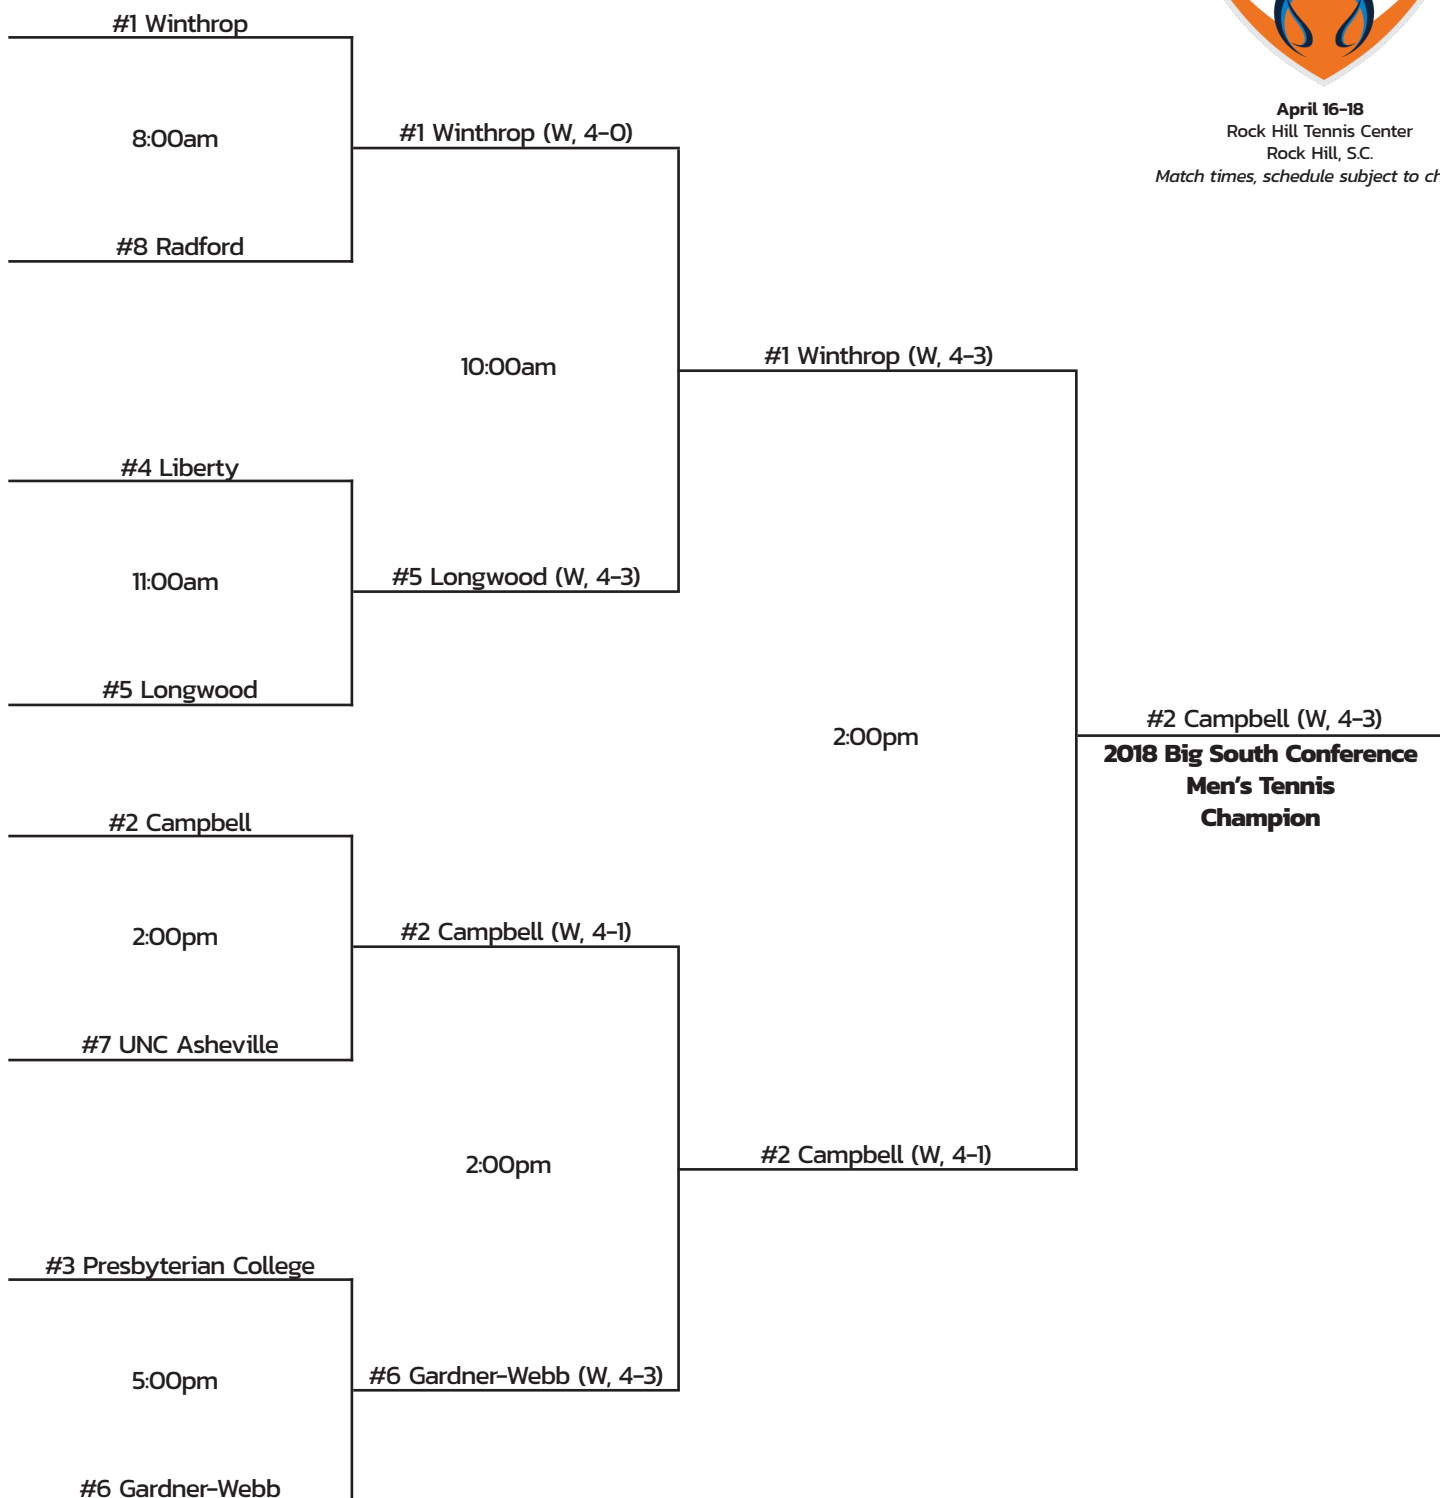 #1 Winthrop
8:00am
#1 Winthrop (W, 4-0)
#8 Radford
April 16-18
Rock Hill Tennis Center
Rock Hill, S.C.
Match times, schedule subject to ch
10:00am
#1 Winthrop (W, 4-3)
#4 Liberty
11:00am
#5 Longwood (W, 4-3)
#5 Longwood
2:00pm
#2 Campbell (W, 4-3)
2018 Big South Conference
Men's Tennis
Champion
#2 Campbell
2:00pm
#2 Campbell (W, 4-1)
#7 UNC Asheville
2:00pm
#2 Campbell (W, 4-1)
#3 Presbyterian College
5:00pm
#6 Gardner-Webb (W, 4-3)
#6 Gardner-Webb